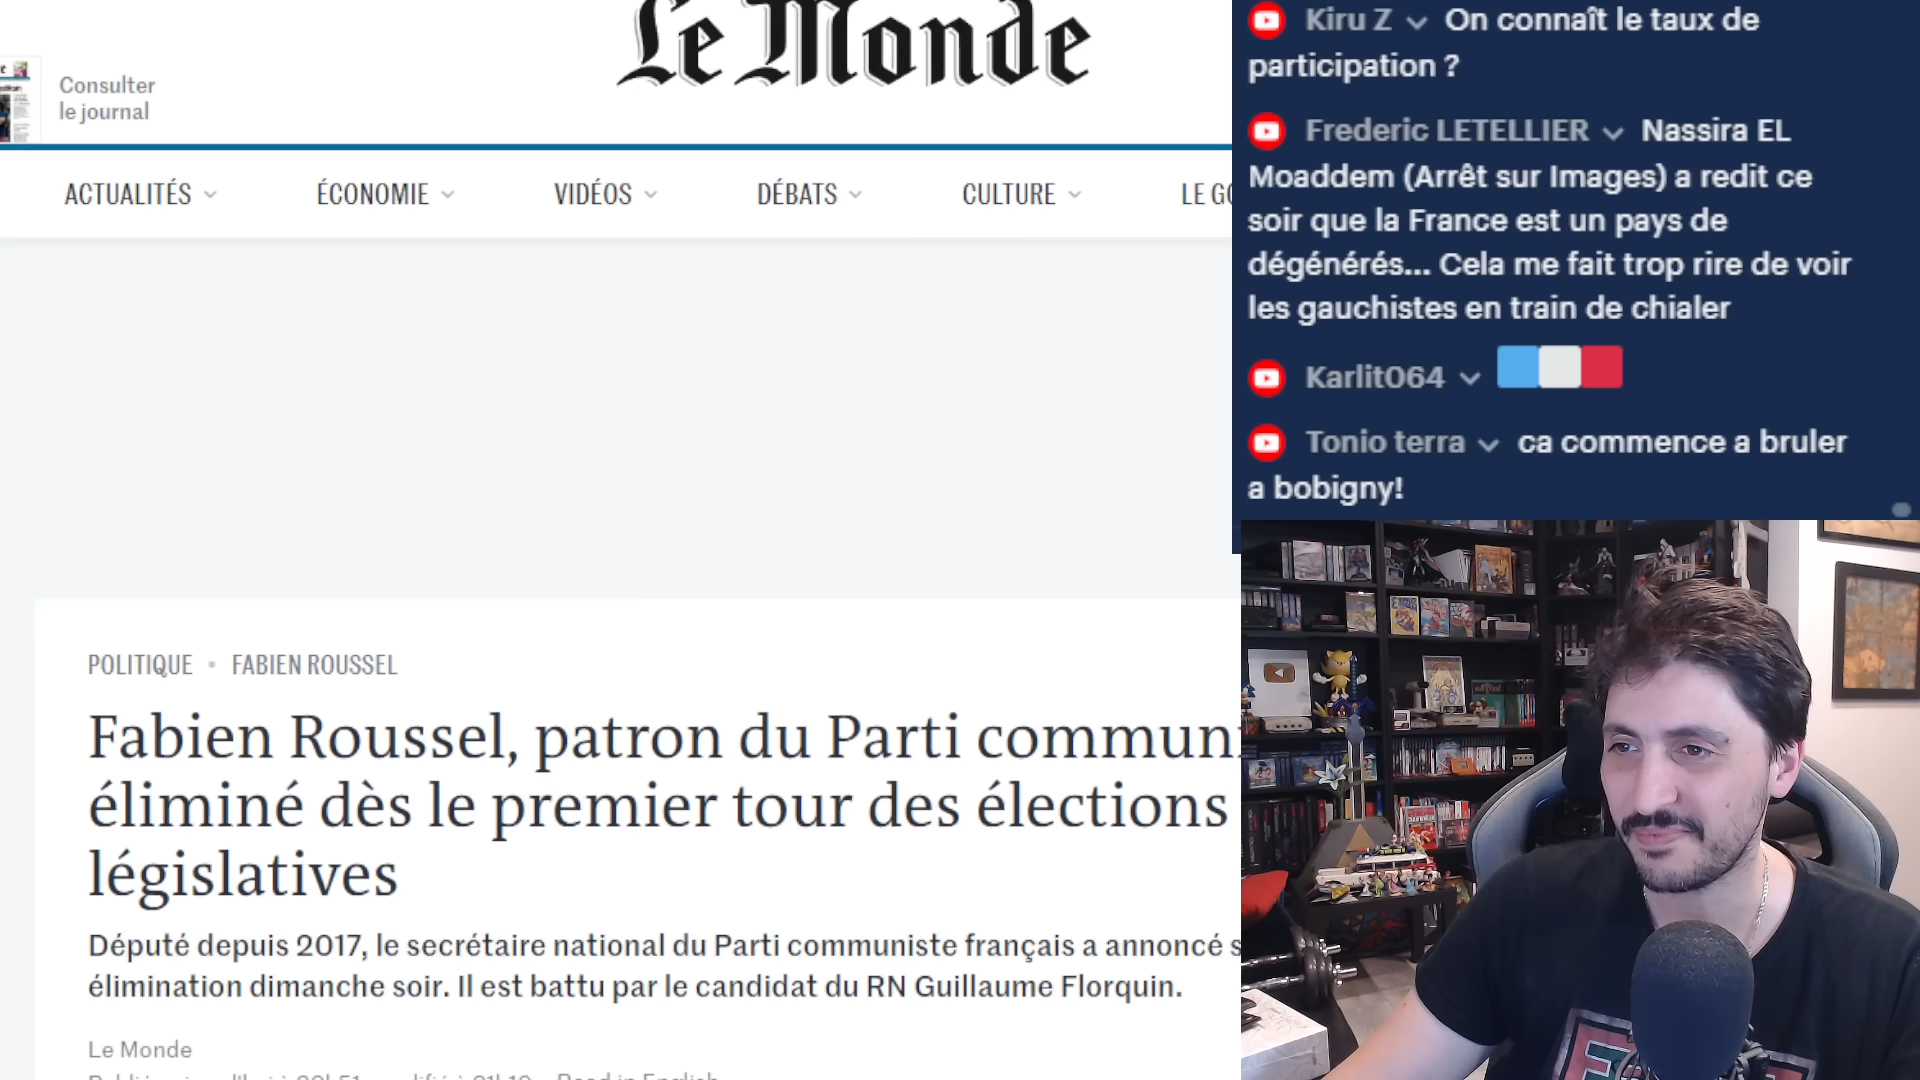 Le Monde
Consulter
le journal
ACTUALITÉS
ÉCONOMIE
VIDÉOS
DÉBATS
CULTURE
POLITIQUE • FABIEN ROUSSEL
Fabien Roussel, patron du Parti
éliminé dès le premier tour des élections
législatives
Député depuis 2017, le secrétaire national du Parti communiste français a annoncé
élimination dimanche soir. Il est battu par le candidat du RN Guillaume Florquin.
Le Monde
Read in English
Kiru Z On connaît le taux de
participation ?
Frederic LETELLIER Nassira EL
Moaddem (Arrêt sur Images) a redit ce
soir que la France est un pays de
dégénérés... Cela me fait trop rire de voir
les gauchistes en train de chialer
Karlit064
Tonio terra ca commence a bruler
a bobigny!